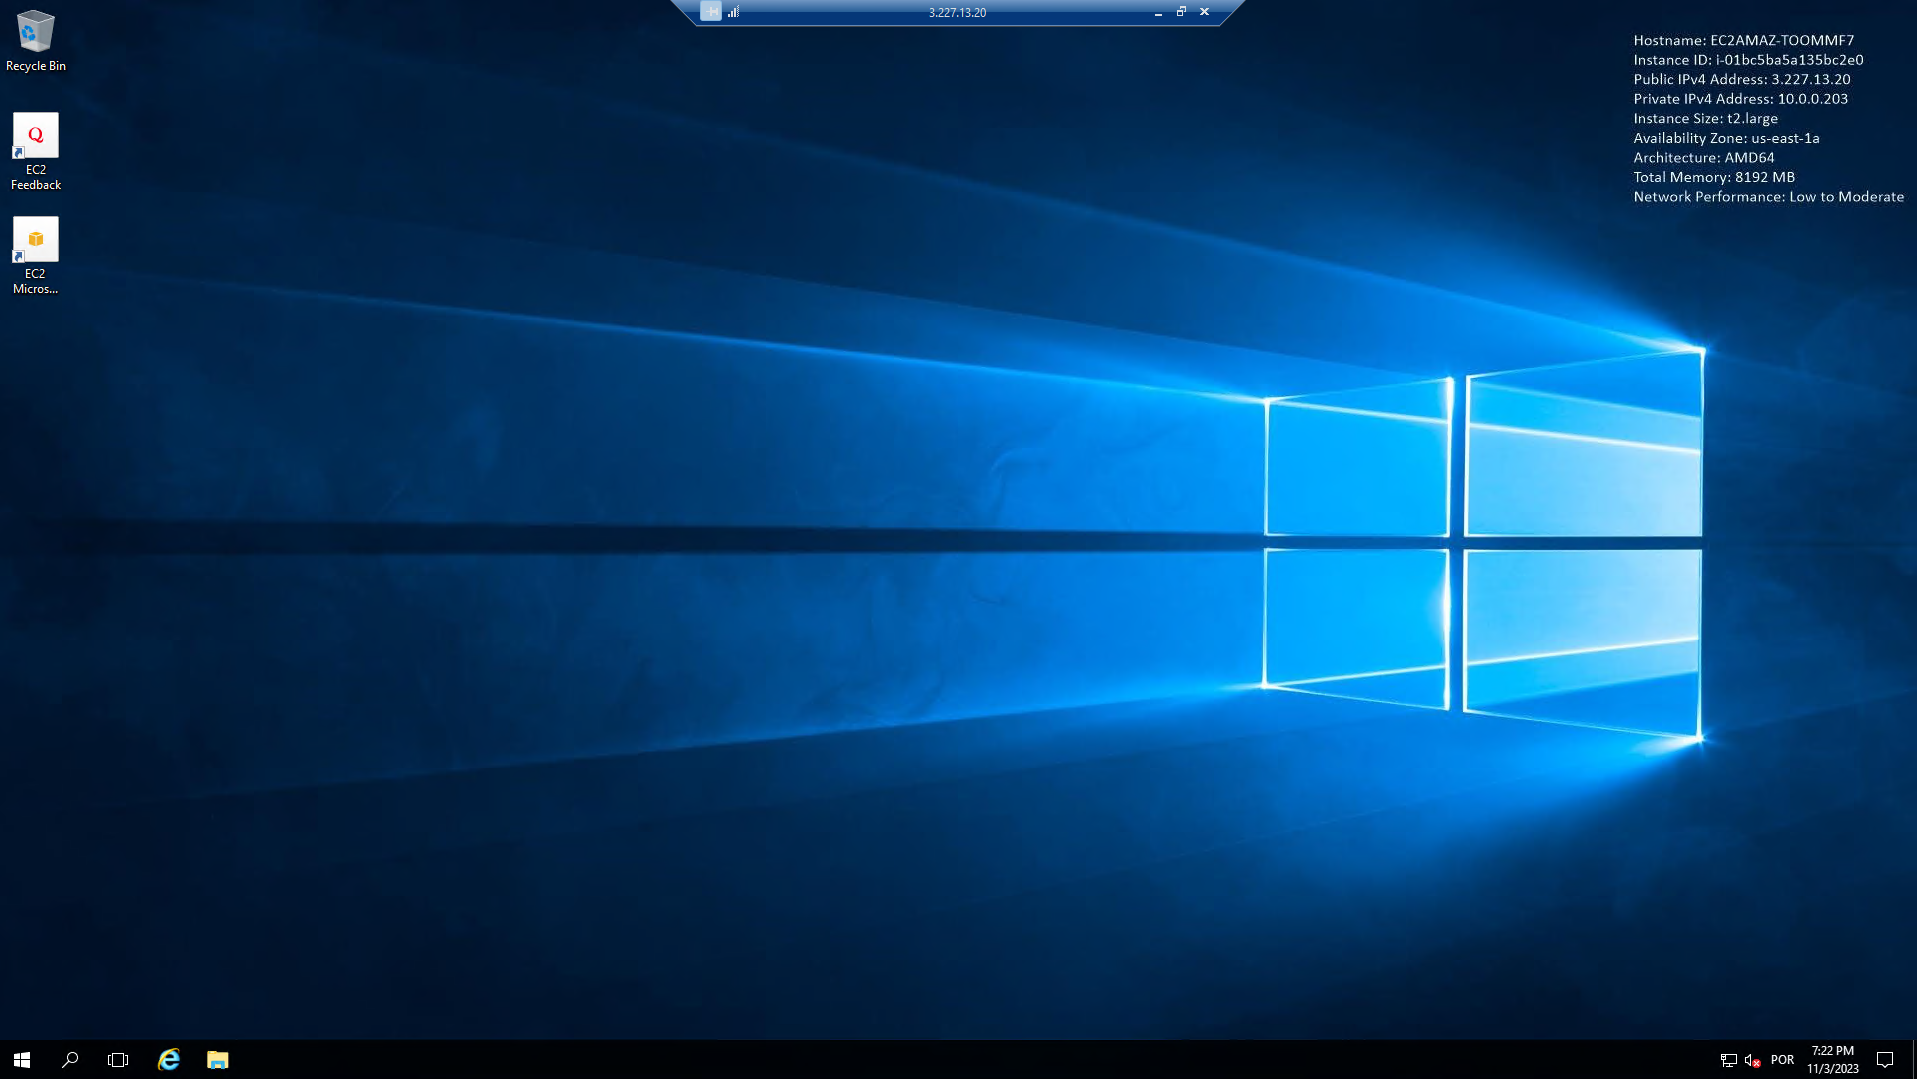 3.227.13.20
Recycle Bin
Q
EC2
Feedback
EC2
Micros...
Hostname: EC2AMAZ-TOOMMF7
Instance ID: i-01bc5ba5a135bc2e0
Public IPv4 Address: 3.227.13.20
Private IPv4 Address: 10.0.0.203
Instance Size: t2.large
Availability Zone: us-east-1a
Architecture: AMD64
Total Memory: 8192 MB
Network Performance: Low to Moderate
POR
7:22 PM
11/3/2023